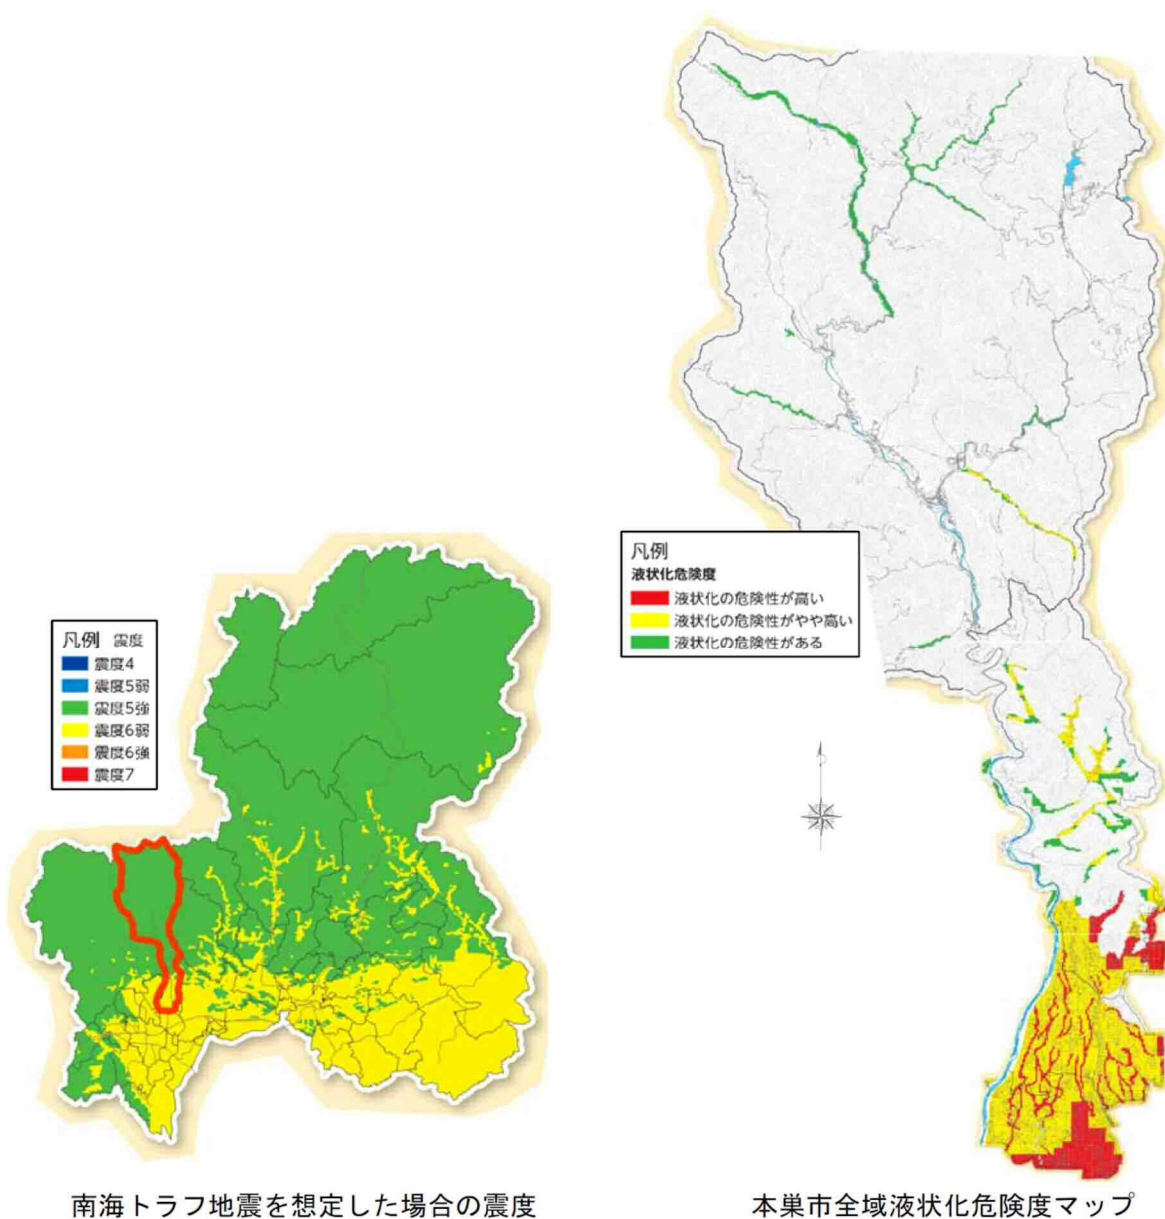 凡例
液状化危険度
液状化の危険性が高い
液状化の危険性がやや高い
液状化の危険性がある
凡例 震度
震度4
震度5弱
震度5強
震度6弱
震度6強
震度7
南海トラフ地震を想定した場合の震度
本巣市全域液状化危険度マップ